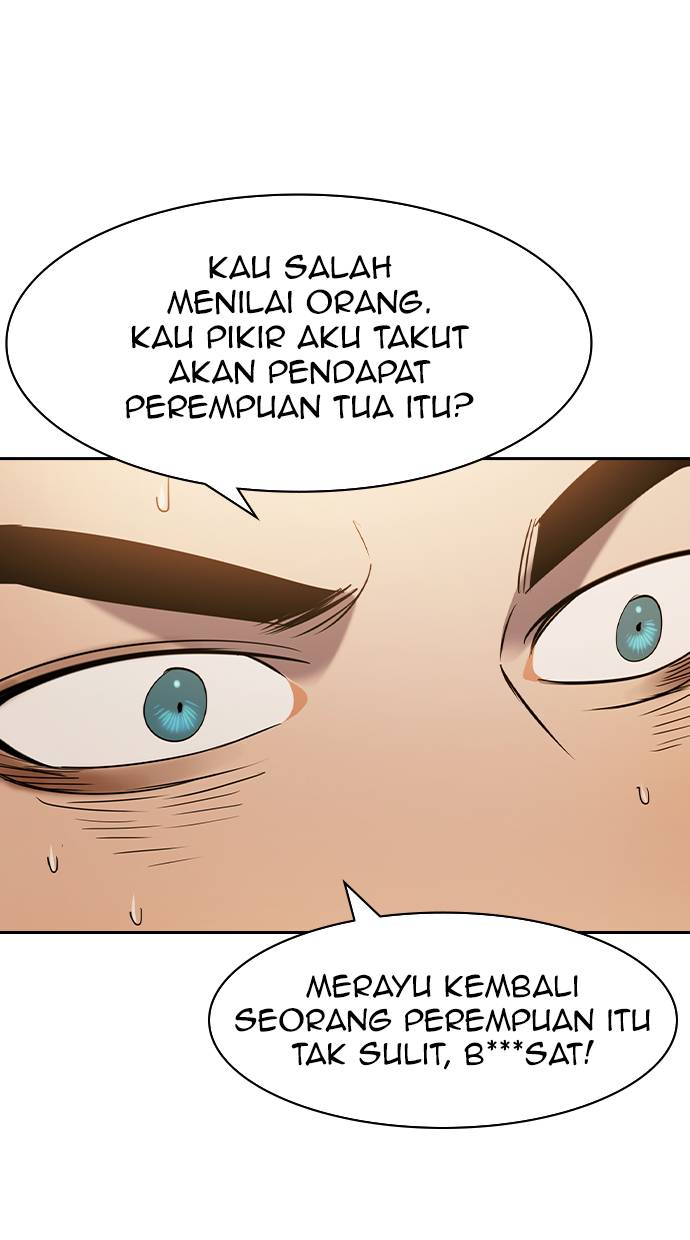 KAU SALAH
MENILAI ORANG.
KAU PIKIR AKU TAKUT
AKAN PENDAPAT
PEREMPUAN TUA ITU?
MERAYU KEMBALI
SEORANG PEREMPUAN ITU
TAK SULIT, B***SAT!